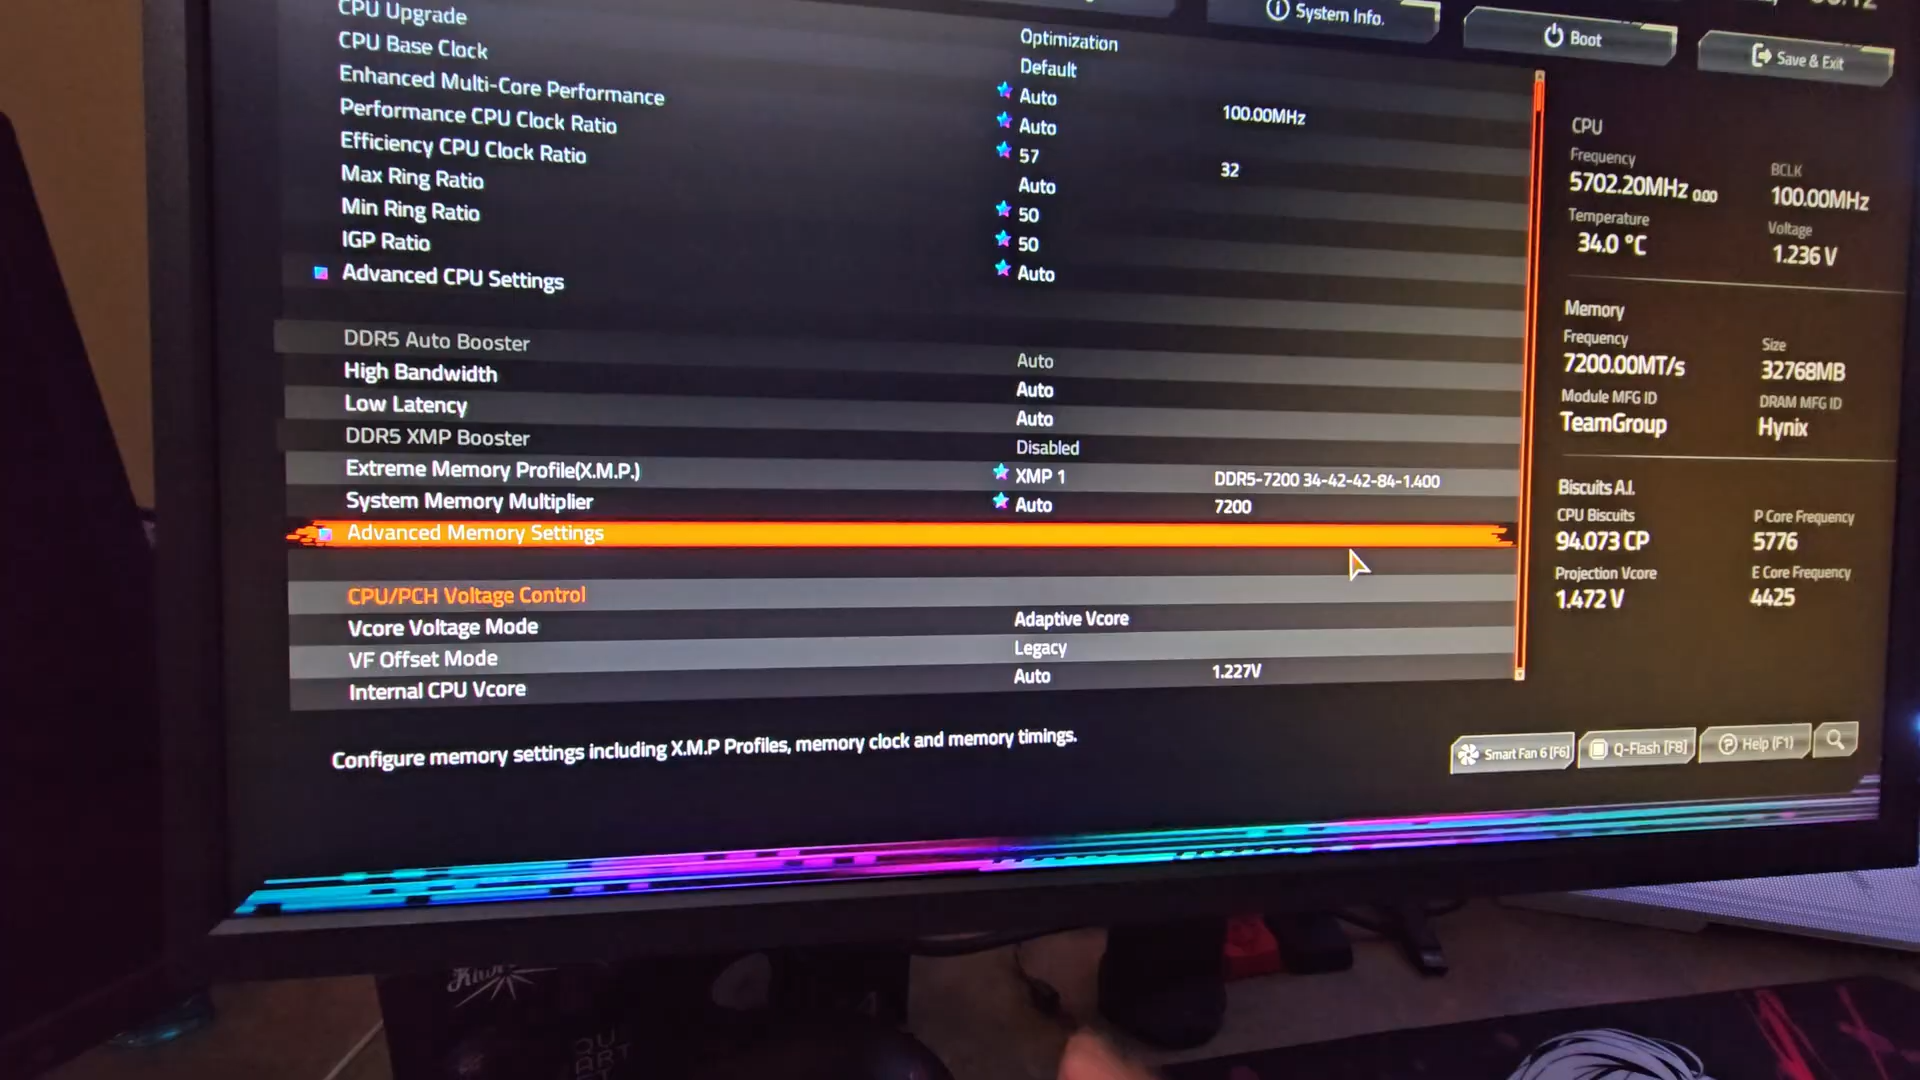 System Info.
Boot
Save & Exit
CPU Upgrade
Optimization
CPU Base Clock
Default
100.00MHz
Enhanced Multi-Core Performance
Auto
Performance CPU Clock Ratio
Auto
32
Efficiency CPU Clock Ratio
57
Max Ring Ratio
Auto
Min Ring Ratio
50
IGP Ratio
50
Advanced CPU Settings
Auto
DDR5 Auto Booster
Auto
High Bandwidth
Auto
Low Latency
Auto
DDR5 XMP Booster
Disabled
Extreme Memory Profile(X.M.P.) XMP 1 DDR5-7200 34-42-42-84-1.400
System Memory Multiplier Auto 7200
Advanced Memory Settings
CPU/PCH Voltage Control
Vcore Voltage Mode Adaptive Vcore
VF Offset Mode Legacy
Internal CPU Vcore Auto 1.227V
Configure memory settings including X.M.P Profiles, memory clock and memory timings.
CPU
Frequency BCLK
5702.20MHz 0.00 100.00MHz
Temperature Voltage
34.0 °C 1.236 V
Memory
Frequency Size
7200.00MT/s 32768MB
Module MFG ID DRAM MFG ID
TeamGroup Hynix
Biscuits A.I.
CPU Biscuits P Core Frequency
94.073 CP 5776
Projection Vcore E Core Frequency
1.472 V 4425
Smart Fan 6 [F6] Q-Flash [F8] Help (F1)